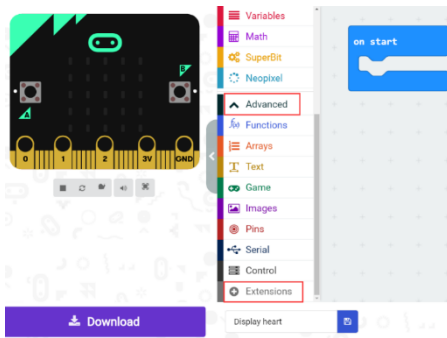 B
A
0 1 2 3V GND
Download
Variables
Math
SuperBit
Neopixel
Advanced
Functions
Arrays
Text
Game
Images
Pins
Serial
Control
Extensions
on start
Display heart